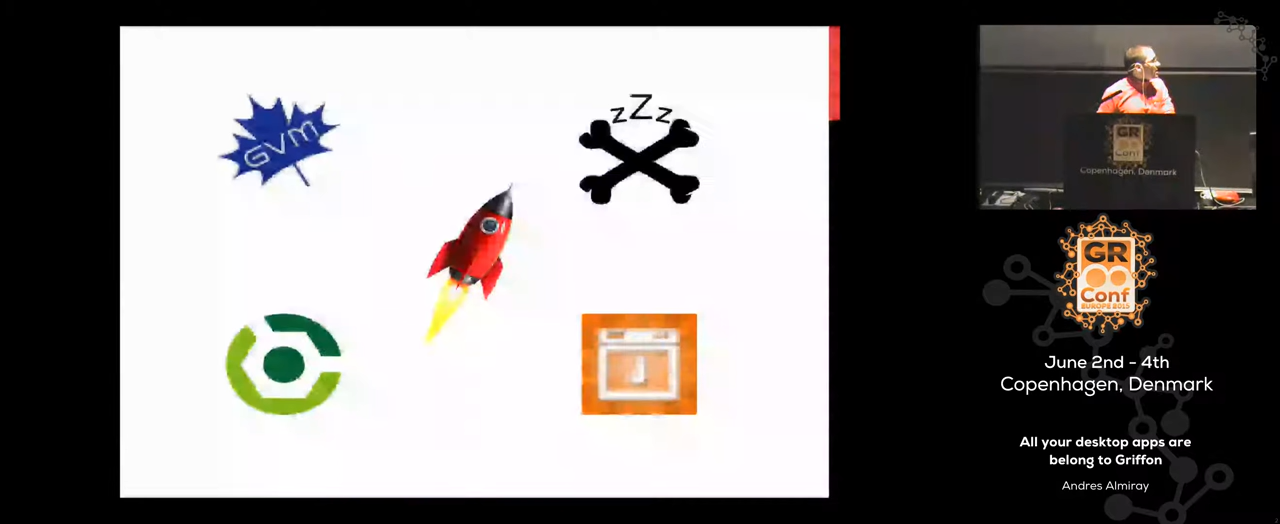 GVM
zZz
GR
Conf
Copenhagen, Denmark
GR
Conf
EUROPE 2015
June 2nd - 4th
Copenhagen, Denmark
All your desktop apps are
belong to Griffon
Andres Almiray